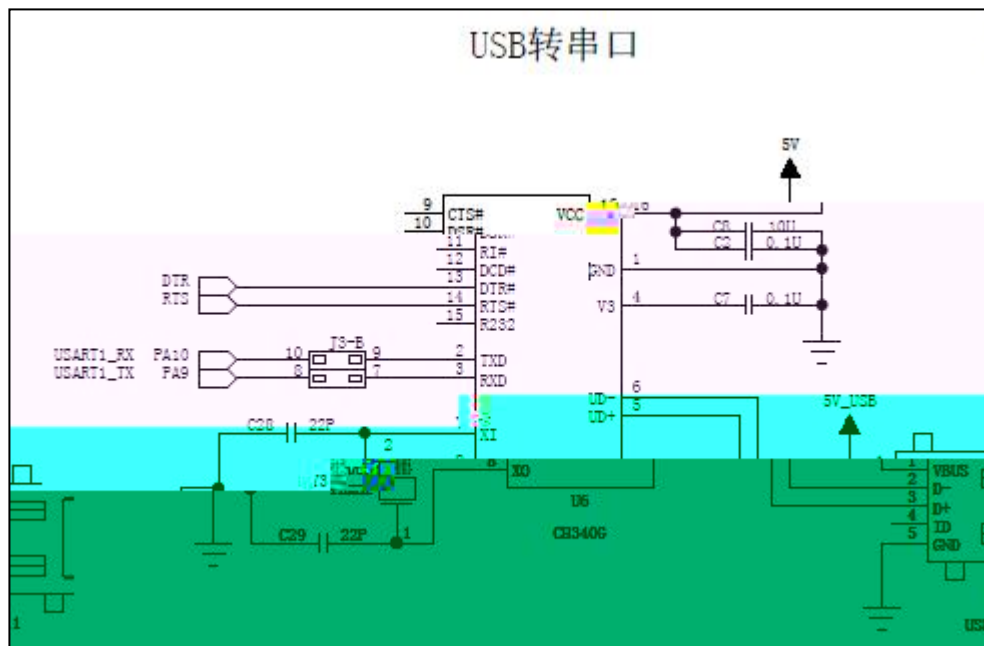 USB转串口
5V
9 CTS# VCC
10
C8 10U
C2 0.1U
11 RI#
12 DCD# GND 1
DTR 13 DTR#
RTS 14 RTS# V3 4 C7 0.1U
15 R232
J3-B
USART1_RX PA10 10 9 2 TXD
USART1_TX PA9 8 7 3 RXD
UD- 6
UD+ 5 5V_USB
C28 22P XI
2
XO 1 VBUS
U6 2 D-
3 D+
C29 22P 1 CH340G 4 ID
5 GND
1